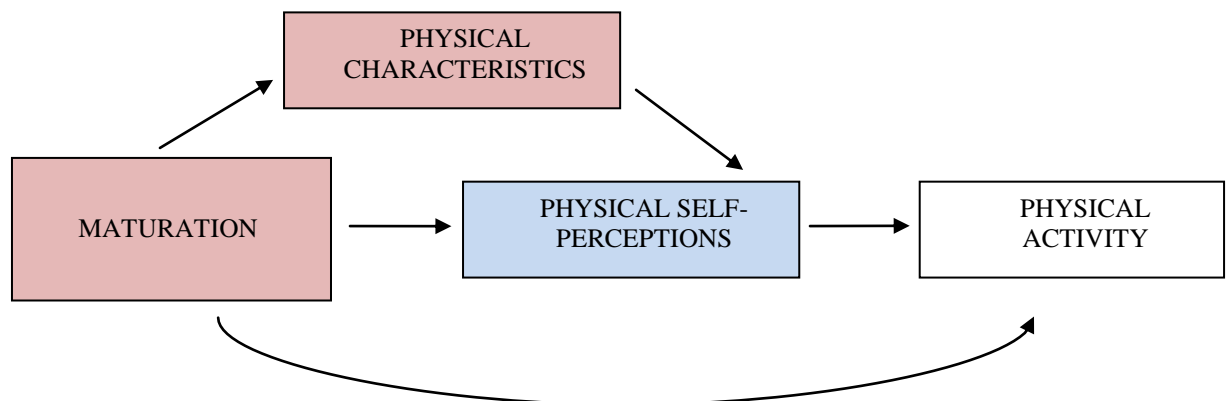 PHYSICAL
CHARACTERISTICS
MATURATION
PHYSICAL SELF-
PERCEPTIONS
PHYSICAL
ACTIVITY